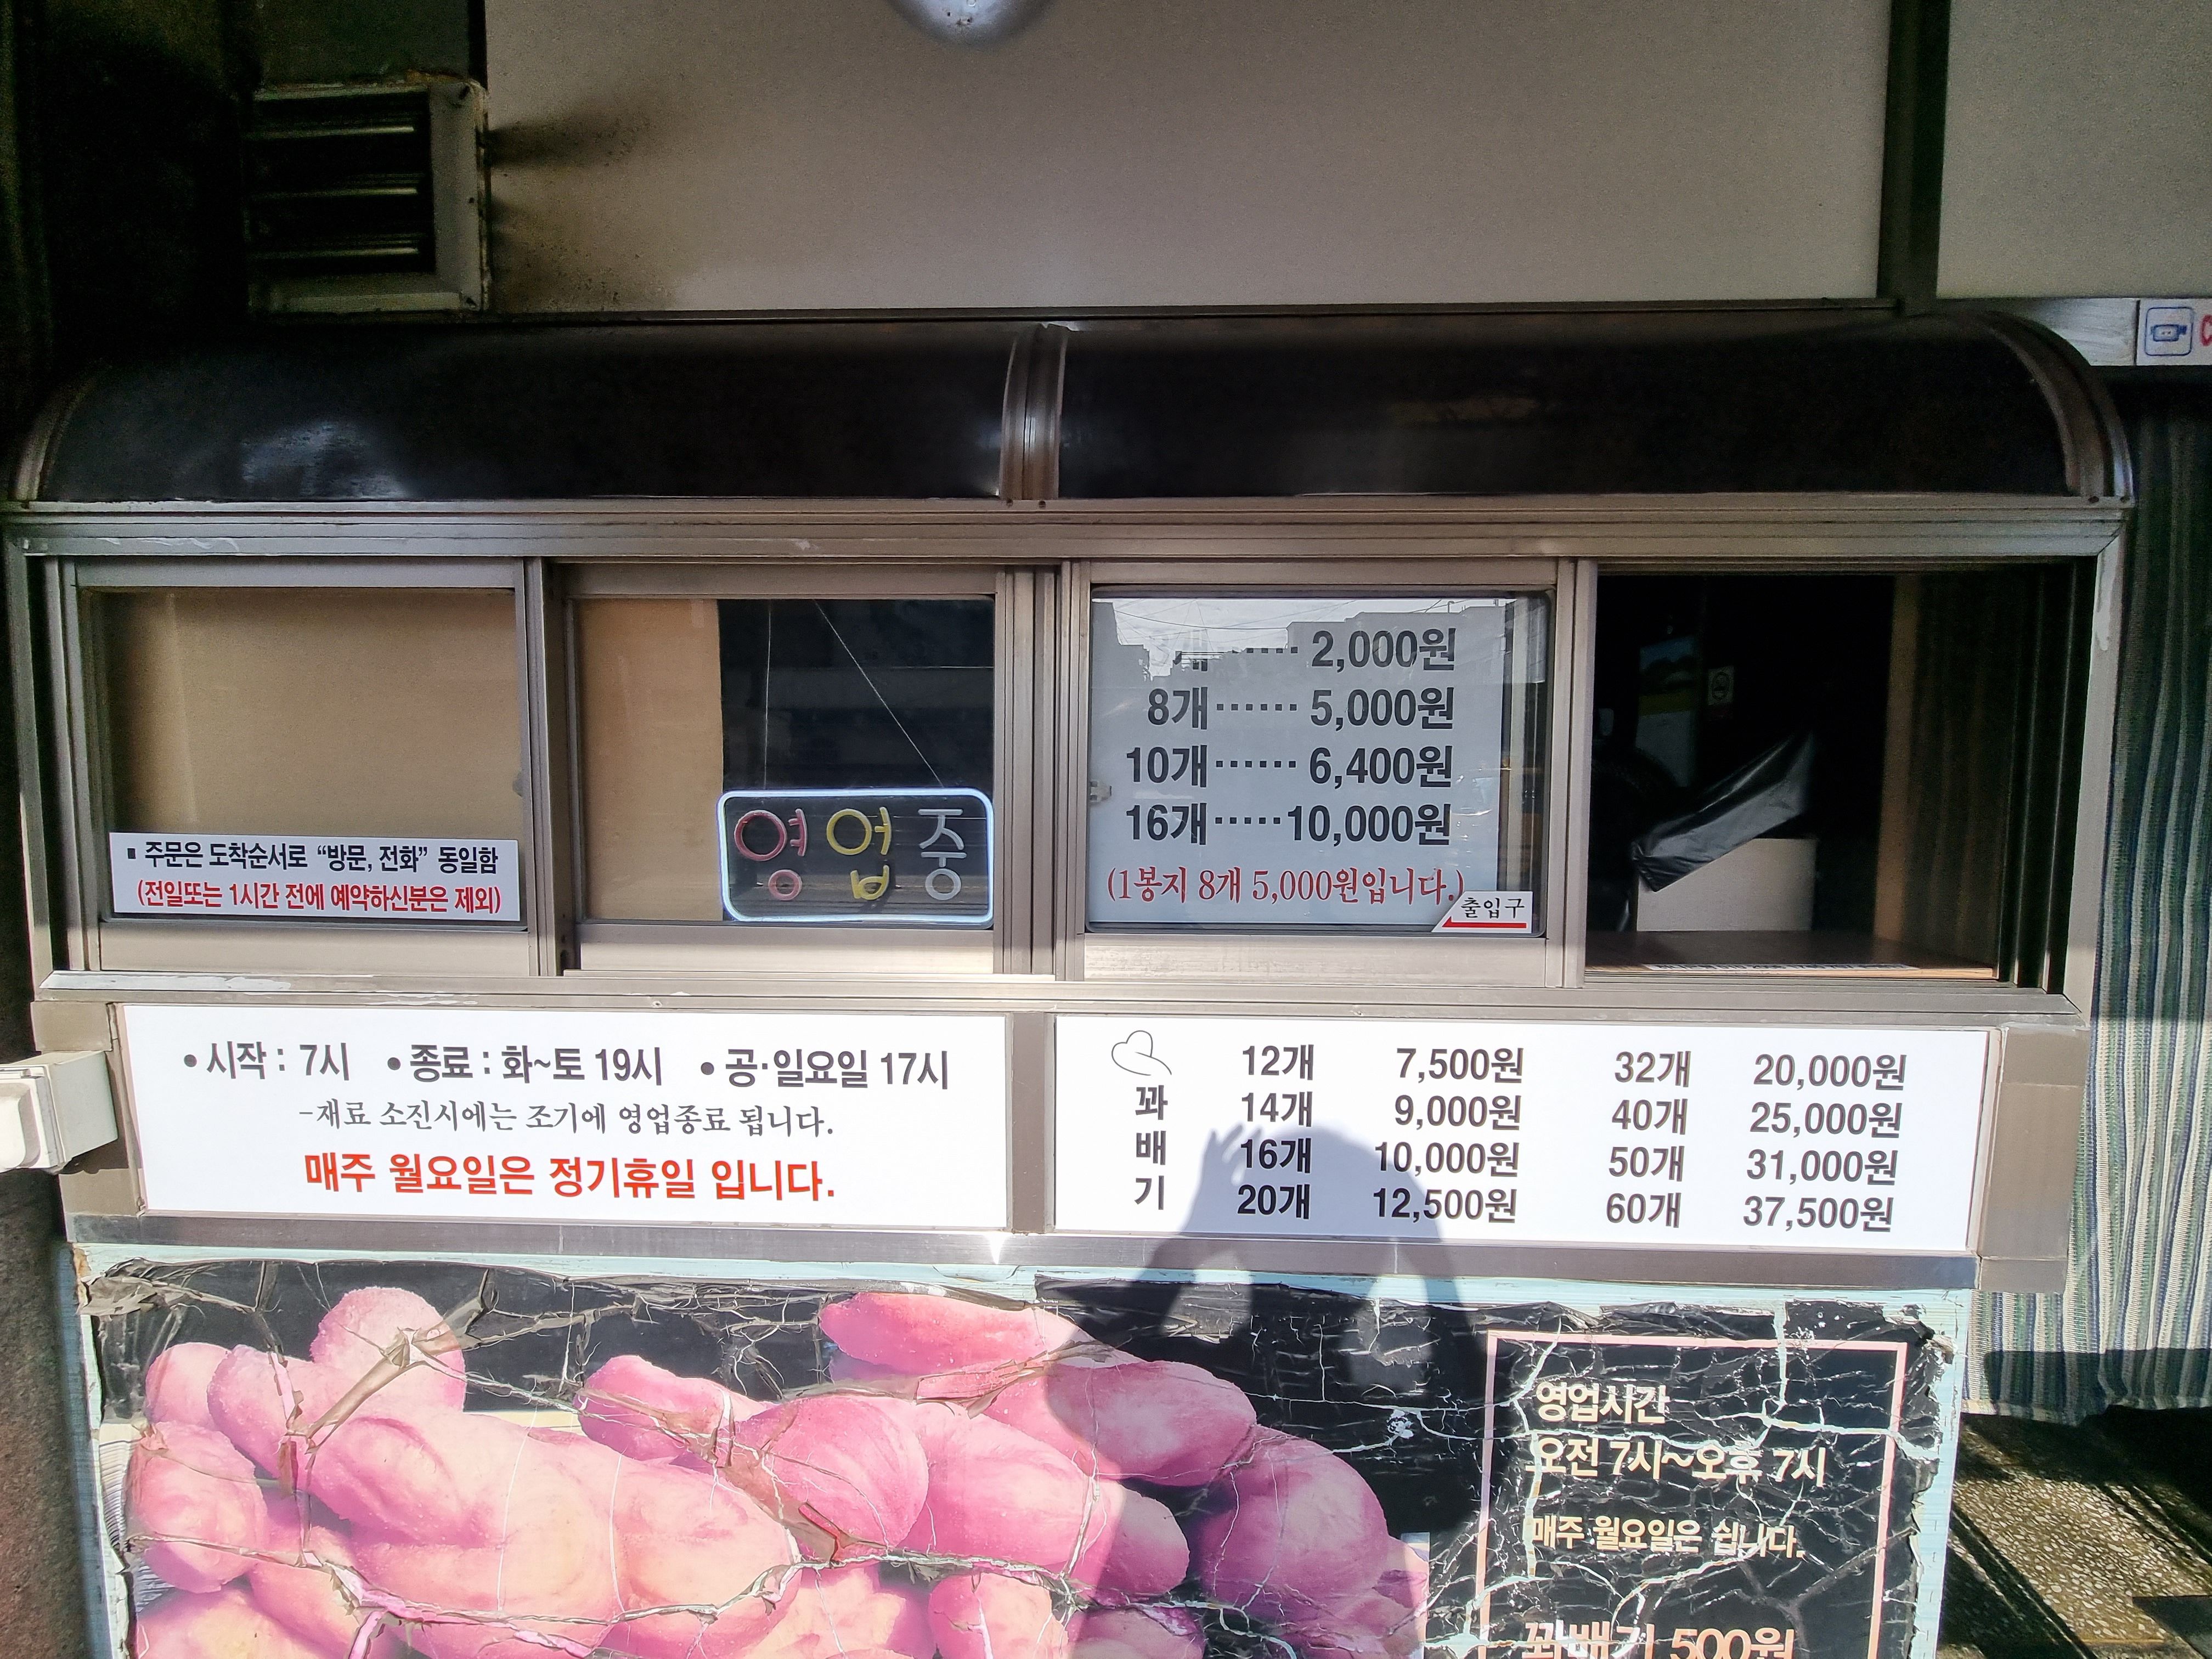 3개······ 2,000원
8개······ 5,000원
10개······ 6,400원
16개·····10,000원
(1봉지 8개 5,000원입니다.)
출입구
영업중
▪ 주문은 도착순서로 “방문, 전화” 동일함
(전일또는 1시간 전에 예약하신분은 제외)
• 시작 : 7시 • 종료 : 화~토 19시 • 공·일요일 17시
-재료 소진시에는 조기에 영업종료 됩니다.
매주 월요일은 정기휴일 입니다.
꽈배기
12개 7,500원 32개 20,000원
14개 9,000원 40개 25,000원
16개 10,000원 50개 31,000원
20개 12,500원 60개 37,500원
영업시간
오전 7시~오후 7시
매주 월요일은 쉽니다.
꽈배기 500원